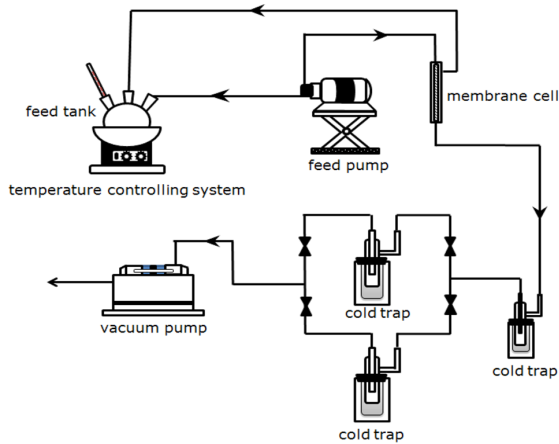 feed tank
membrane cell
feed pump
temperature controlling system
cold trap
vacuum pump
cold trap
cold trap